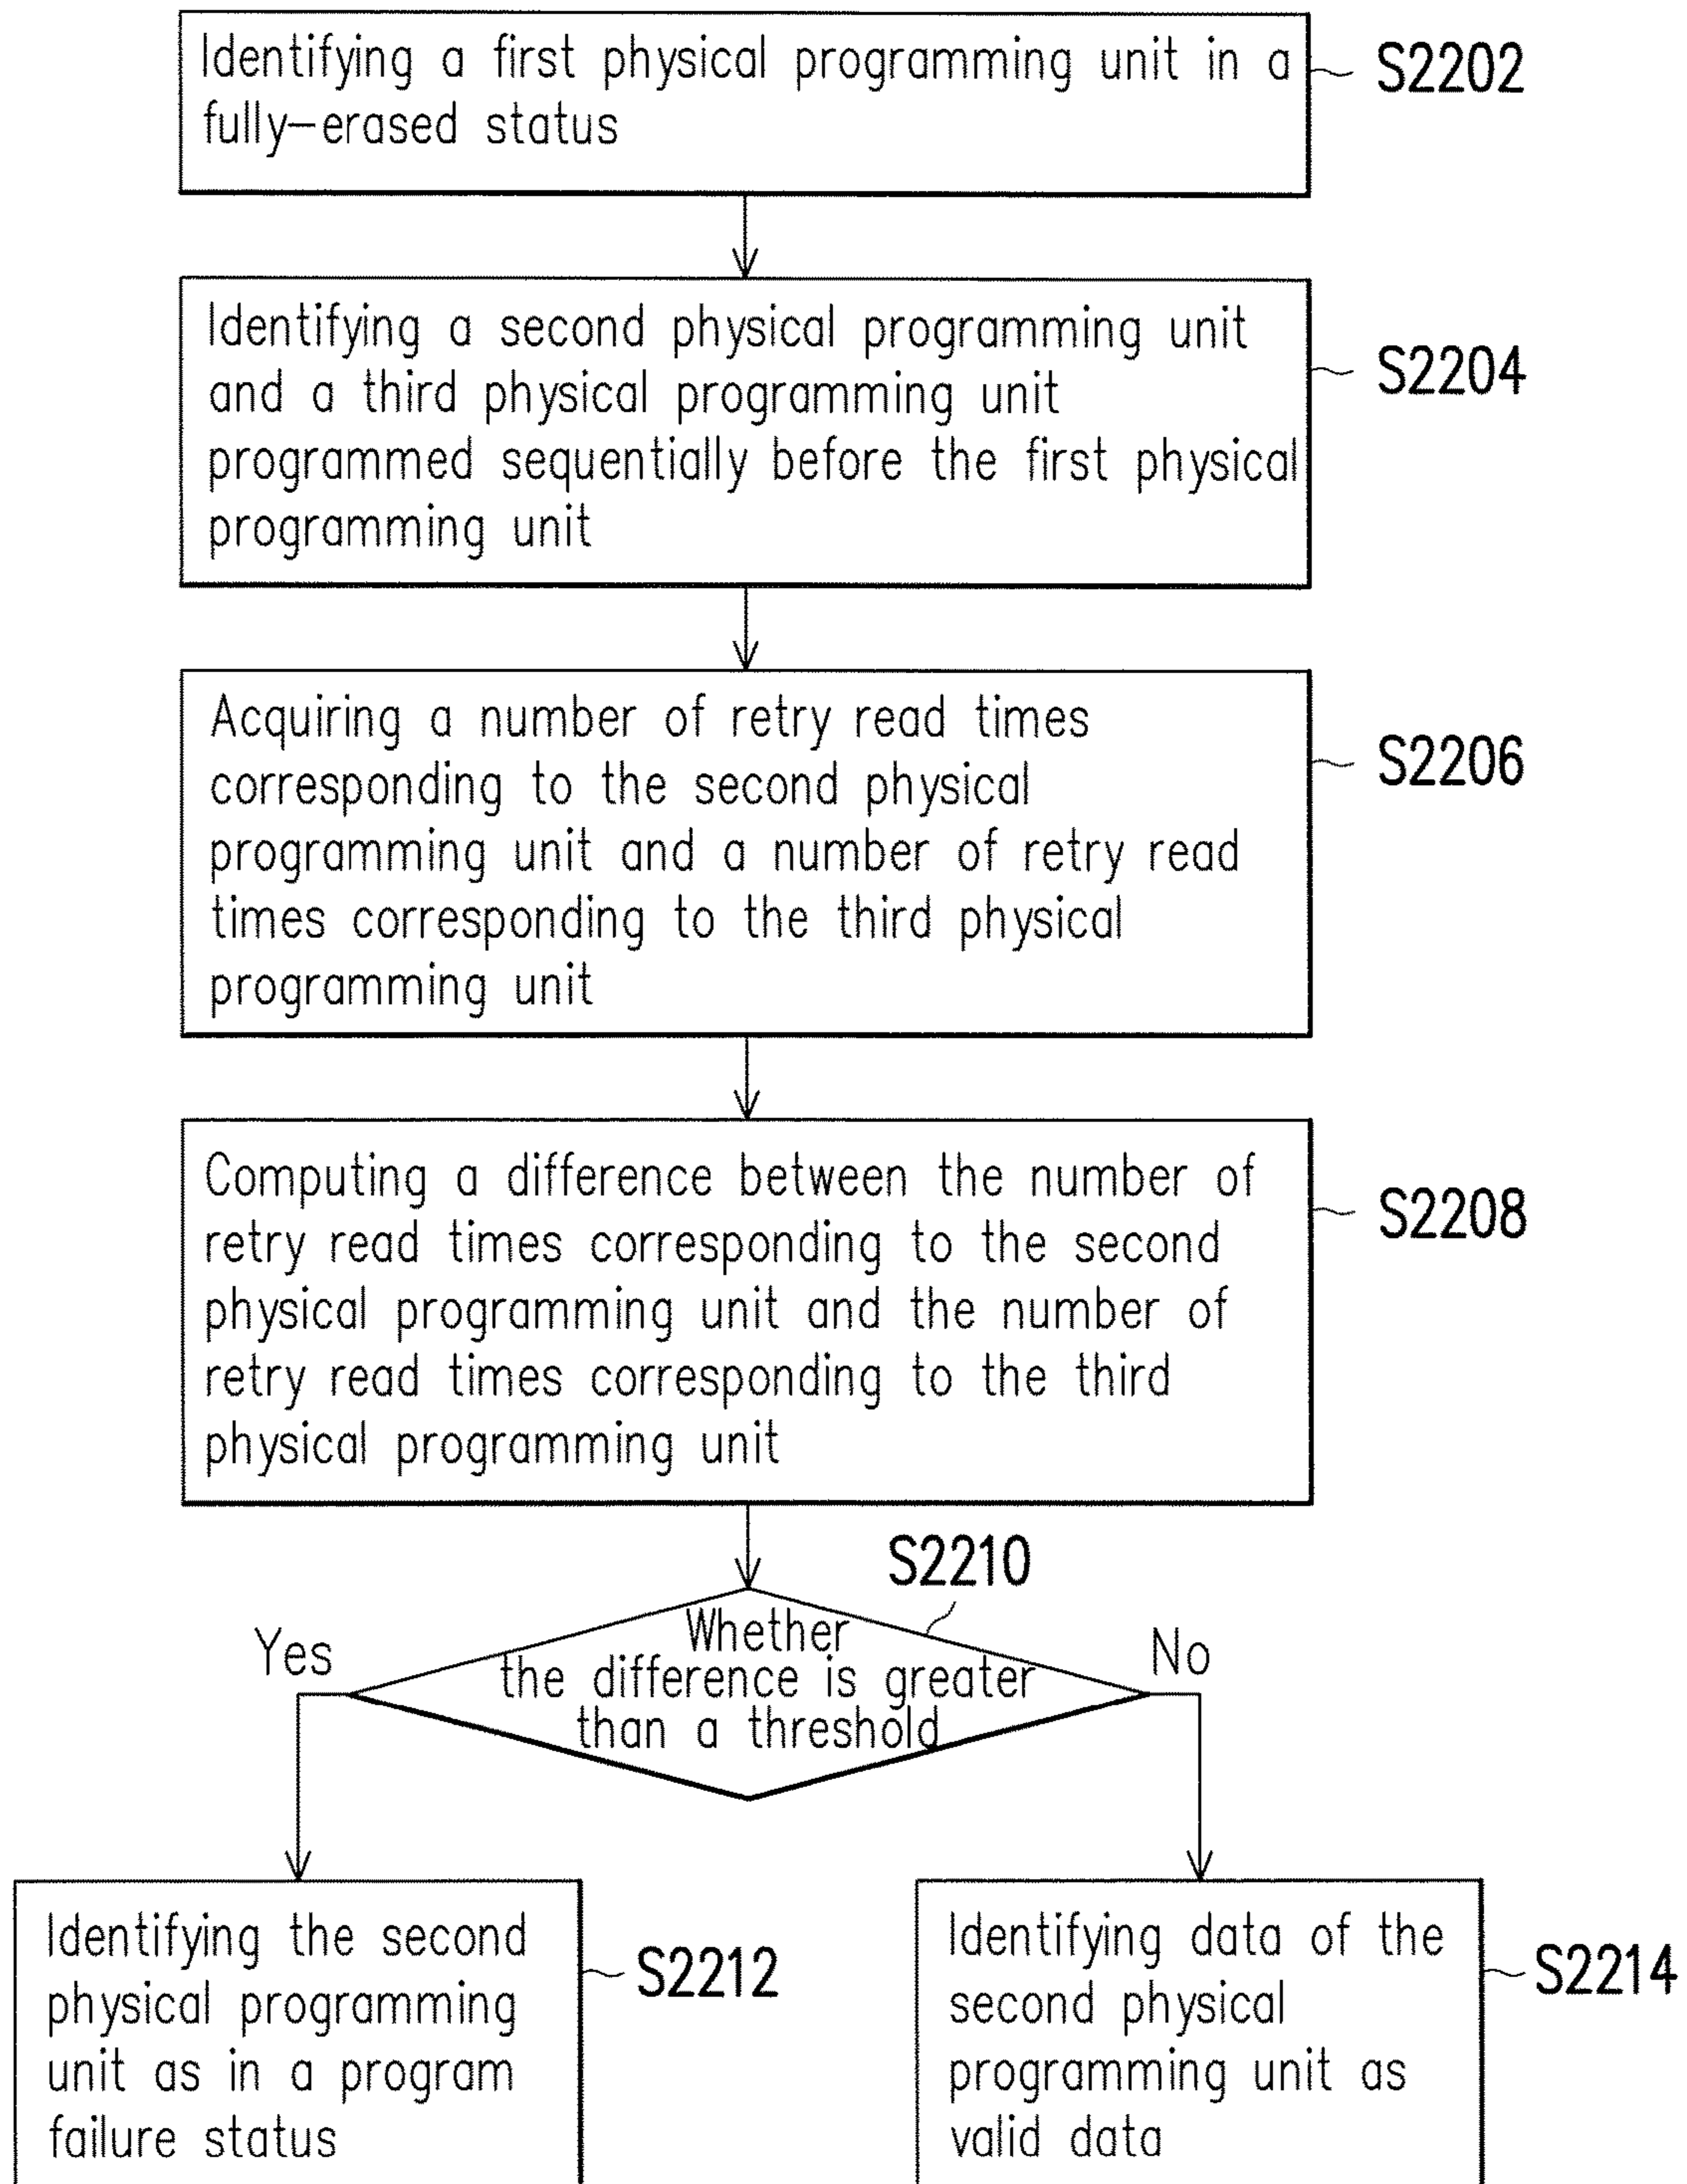 Identifying a first physical programming unit in a
fully-erased status
S2202
Identifying a second physical programming unit
and a third physical programming unit
programmed sequentially before the first physical
programming unit
S2204
Acquiring a number of retry read times
corresponding to the second physical
programming unit and a number of retry read
times corresponding to the third physical
programming unit
S2206
Computing a difference between the number of
retry read times corresponding to the second
physical programming unit and the number of
retry read times corresponding to the third
physical programming unit
S2208
S2210
Whether
the difference is greater
than a threshold
Yes
No
Identifying the second
physical programming
unit as in a program
failure status
S2212
Identifying data of the
second physical
programming unit as
valid data
S2214